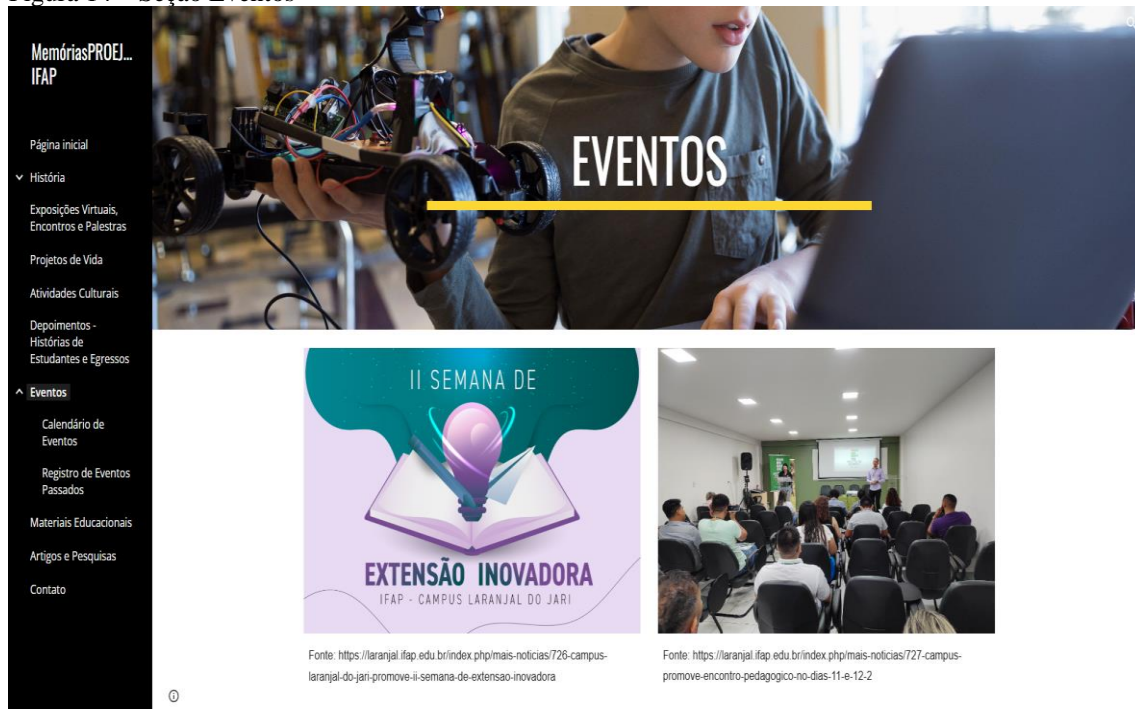 MemóriasPROEJ...
IFAP
Página inicial
História
Exposições Virtuais,
Encontros e Palestras
Projetos de Vida
Atividades Culturais
Depoimentos -
Histórias de
Estudantes e Egressos
Eventos
Calendário de
Eventos
Registro de Eventos
Passados
Materiais Educacionais
Artigos e Pesquisas
Contato
EVENTOS
II SEMANA DE
EXTENSÃO INOVADORA
IFAP - CAMPUS LARANJAL DO JARI
Fonte: https://laranjal.ifap.edu.br/index.php/mais-noticias/726-campus-
laranjal-do-jari-promove-ii-semana-de-extensao-inovadora
Fonte: https://laranjal.ifap.edu.br/index.php/mais-noticias/727-campus-
promove-encontro-pedagogico-no-dias-11-e-12-2